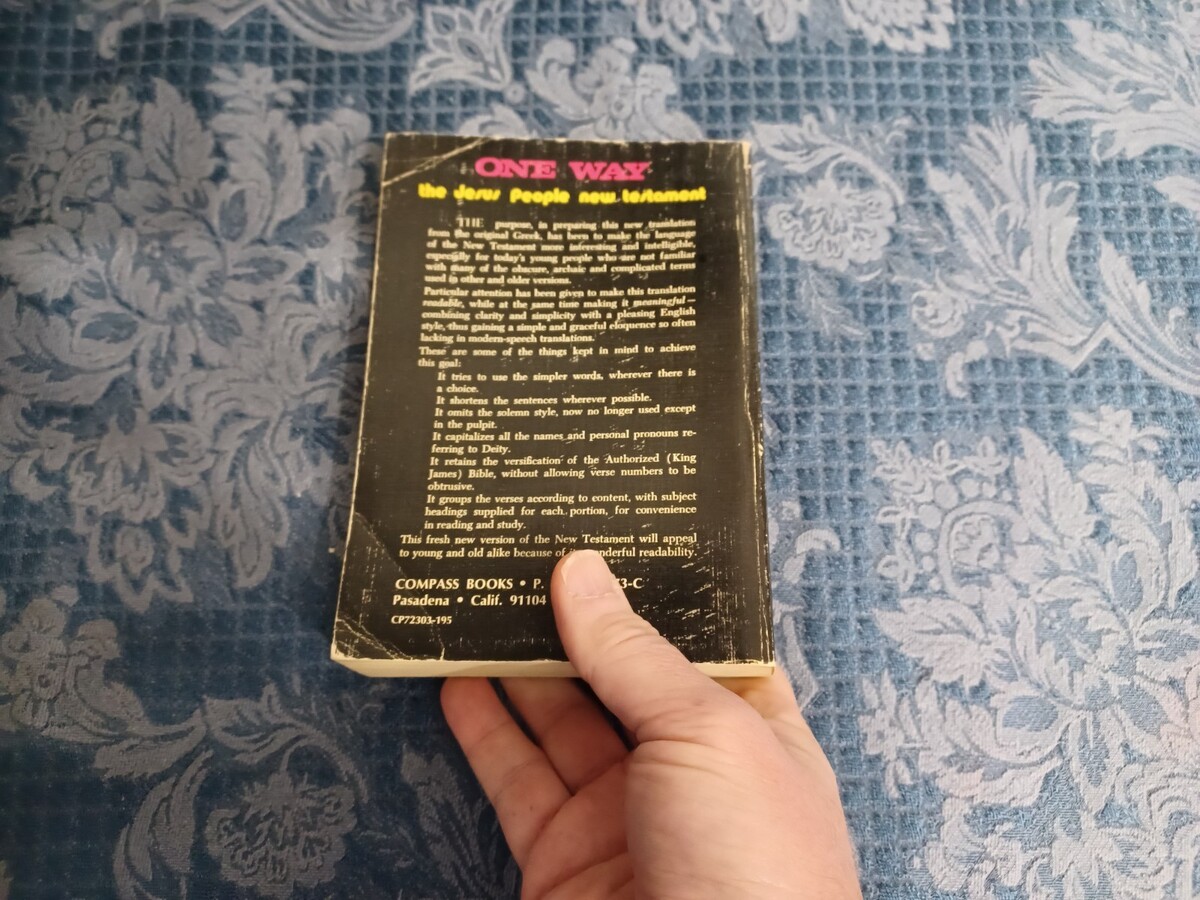 ONE WAY
the Jesus People new testament
THE purpose, in preparing this new translation
from the original Greek, has been to make the language
of the New Testament more interesting and intelligible,
especially for today's young people who are not familiar
with many of the obscure, archaic and complicated terms
used in other and older versions.
Particular attention has been given to make this translation
readable, while at the same time making it meaningful—
combining clarity and simplicity with a pleasing English
style, thus gaining a simple and graceful eloquence so often
lacking in modern-speech translations.
These are some of the things kept in mind to achieve
this goal:
It tries to use the simpler words, wherever there is
a choice.
It shortens the sentences wherever possible.
It omits the solemn style, now no longer used except
in the pulpit.
It capitalizes all the names and personal pronouns re-
ferring to Deity.
It retains the versification of the Authorized (King
James) Bible, without allowing verse numbers to be
obtrusive.
It groups the verses according to content, with subject
headings supplied for each portion, for convenience
in reading and study.
This fresh new version of the New Testament will appeal
to young and old alike because of readability.
COMPASS BOOKS • P. 3-C
Pasadena • Calif. 91104
CP72303-195